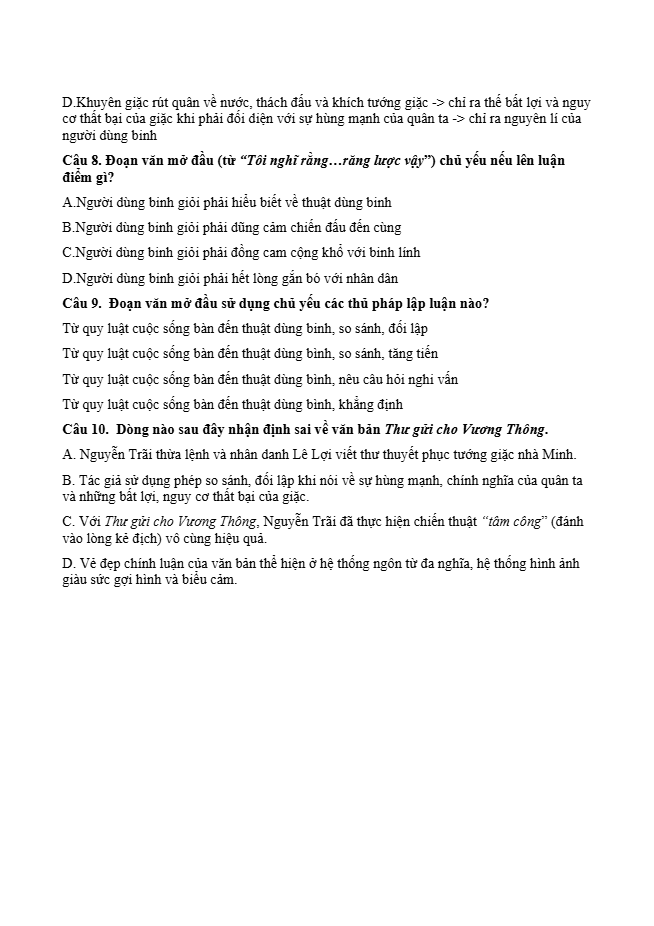 D.Khuyên giặc rút quân về nước, thách đấu và khích tướng giặc -> chỉ ra thế bất lợi và nguy
cơ thất bại của giặc khi phải đối diện với sự hùng mạnh của quân ta -> chỉ ra nguyên lí của
người dùng binh
Câu 8. Đoạn văn mở đầu (từ “Tôi nghĩ rằng…răng lược vậy”) chủ yếu nếu lên luận
điểm gì?
A.Người dùng binh giỏi phải hiểu biết về thuật dùng binh
B.Người dùng binh giỏi phải dũng cảm chiến đấu đến cùng
C.Người dùng binh giỏi phải đồng cam cộng khổ với binh lính
D.Người dùng binh giỏi phải hết lòng gắn bó với nhân dân
Câu 9. Đoạn văn mở đầu sử dụng chủ yếu các thủ pháp lập luận nào?
Từ quy luật cuộc sống bàn đến thuật dùng binh, so sánh, đối lập
Từ quy luật cuộc sống bàn đến thuật dùng bình, so sánh, tăng tiến
Từ quy luật cuộc sống bàn đến thuật dùng bình, nêu câu hỏi nghi vấn
Từ quy luật cuộc sống bàn đến thuật dùng bình, khẳng định
Câu 10. Dòng nào sau đây nhận định sai về văn bản Thư gửi cho Vương Thông.
A. Nguyễn Trãi thừa lệnh và nhân danh Lê Lợi viết thư thuyết phục tướng giặc nhà Minh.
B. Tác giả sử dụng phép so sánh, đối lập khi nói về sự hùng mạnh, chính nghĩa của quân ta
và những bất lợi, nguy cơ thất bại của giặc.
C. Với Thư gửi cho Vương Thông, Nguyễn Trãi đã thực hiện chiến thuật “tâm công” (đánh
vào lòng kẻ địch) vô cùng hiệu quả.
D. Vẻ đẹp chính luận của văn bản thể hiện ở hệ thống ngôn từ đa nghĩa, hệ thống hình ảnh
giàu sức gợi hình và biểu cảm.